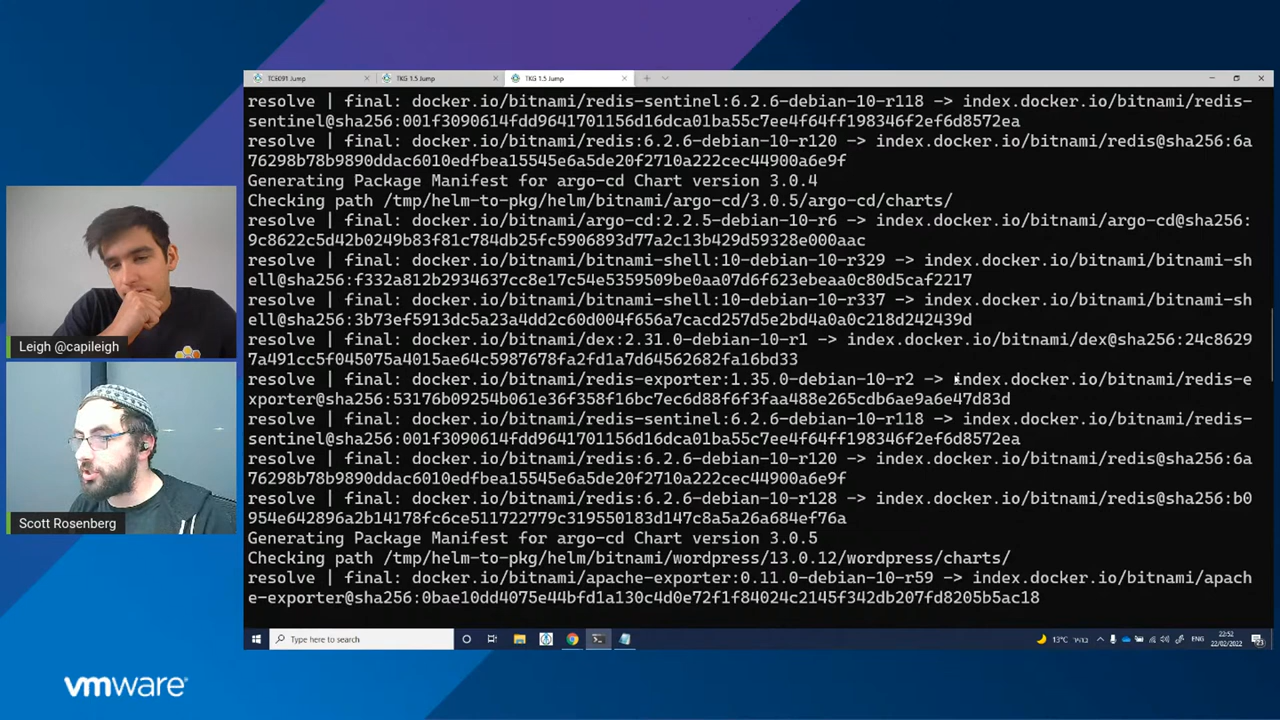 TC6091 Jump
TKG 1.5 Jump
TKG 1.5 Jump
resolve | final: docker.io/bitnami/redis-sentinel:6.2.6-debian-10-r118 -> index.docker.io/bitnami/redis-
sentinel@sha256:001f3090614fdd9641701156d16dca01ba55c7ee4f64ff198346f2ef6d8572ea
resolve | final: docker.io/bitnami/redis:6.2.6-debian-10-r120 -> index.docker.io/bitnami/redis@sha256:6a
76298b78b9890ddac6010edfbea15545e6a5de20f2710a222cec44900a6e9f
Generating Package Manifest for argo-cd Chart version 3.0.4
Checking path /tmp/helm-to-pkg/helm/bitnami/argo-cd/3.0.5/argo-cd/charts/
resolve | final: docker.io/bitnami/argo-cd:2.2.5-debian-10-r6 -> index.docker.io/bitnami/argo-cd@sha256:
9c8622c5d42b0249b83f81c784db25fc5906893d77a2c13b429d59328e000aac
resolve | final: docker.io/bitnami/bitnami-shell:10-debian-10-r329 -> index.docker.io/bitnami/bitnami-sh
ell@sha256:f332a812b2934637cc8e17c54e5359509be0aa07d6f623ebeaa0c80d5caf2217
resolve | final: docker.io/bitnami/bitnami-shell:10-debian-10-r337 -> index.docker.io/bitnami/bitnami-sh
ell@sha256:3b73ef5913dc5a23a4dd2c60d004f656a7cacd257d5e2bd4a0a0c218d242439d
resolve | final: docker.io/bitnami/dex:2.31.0-debian-10-r1 -> index.docker.io/bitnami/dex@sha256:24c8629
7a491cc5f045075a4015ae64c5987678fa2fd1a7d64562682fa16bd33
resolve | final: docker.io/bitnami/redis-exporter:1.35.0-debian-10-r2 -> index.docker.io/bitnami/redis-e
xporter@sha256:53176b09254b061e36f358f16bc7ec6d88f6f3faa488e265cdb6ae9a6e47d83d
resolve | final: docker.io/bitnami/redis-sentinel:6.2.6-debian-10-r118 -> index.docker.io/bitnami/redis-
sentinel@sha256:001f3090614fdd9641701156d16dca01ba55c7ee4f64ff198346f2ef6d8572ea
resolve | final: docker.io/bitnami/redis:6.2.6-debian-10-r120 -> index.docker.io/bitnami/redis@sha256:6a
76298b78b9890ddac6010edfbea15545e6a5de20f2710a222cec44900a6e9f
resolve | final: docker.io/bitnami/redis:6.2.6-debian-10-r128 -> index.docker.io/bitnami/redis@sha256:b0
954e642896a2b14178fc6ce511722779c319550183d147c8a5a26a684ef76a
Generating Package Manifest for argo-cd Chart version 3.0.5
Checking path /tmp/helm-to-pkg/helm/bitnami/wordpress/13.0.12/wordpress/charts/
resolve | final: docker.io/bitnami/apache-exporter:0.11.0-debian-10-r59 -> index.docker.io/bitnami/apach
e-exporter@sha256:0bae10dd4075e44bfd1a130c4d0e72f1f84024c2145f342db207fd8205b5ac18
Leigh @capileigh
Scott Rosenberg
Type here to search
13°C
בהיר
ENG
22:52
22/02/2022
vmware